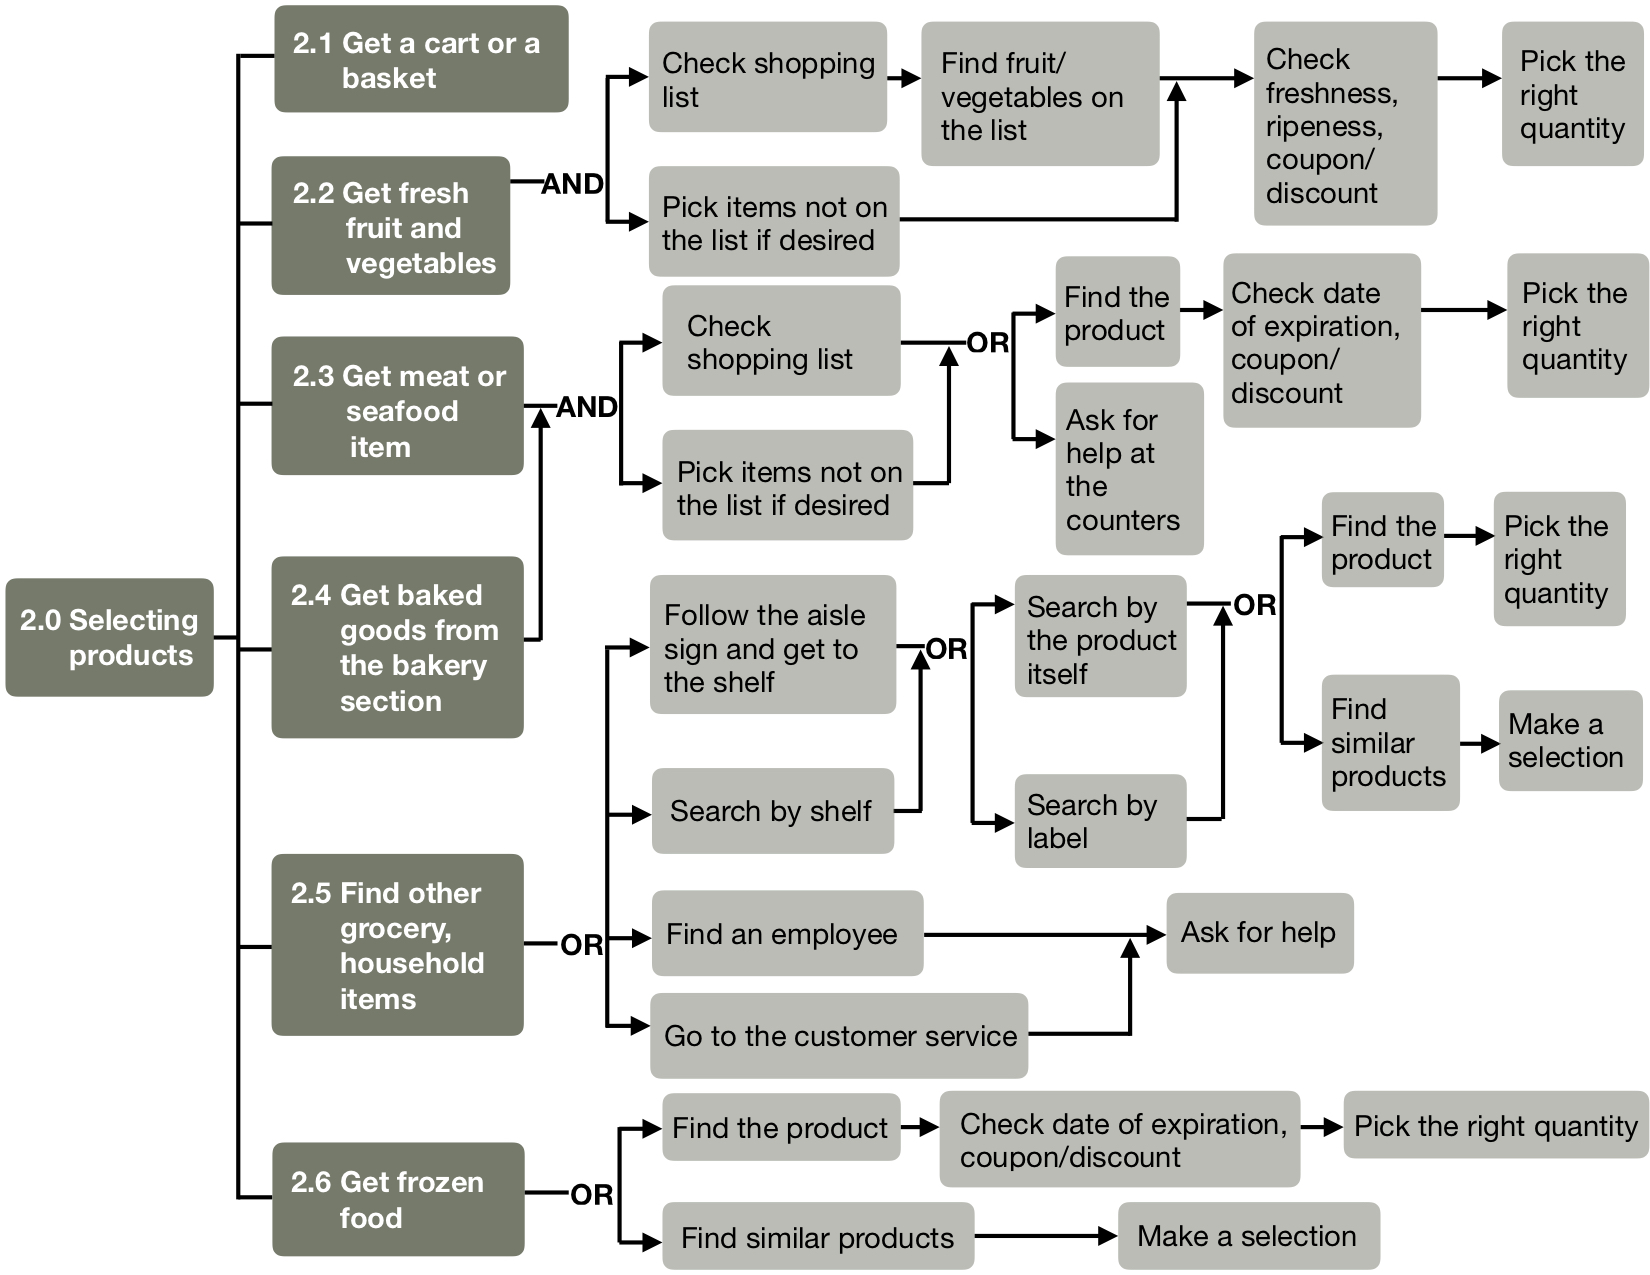 2.0 Selecting
products
2.1 Get a cart or a
basket
2.2 Get fresh
fruit and
vegetables
AND
Check shopping
list
Find fruit/
vegetables on
the list
Check
freshness,
ripeness,
coupon/
discount
Pick the
right
quantity
Pick items not on
the list if desired
2.3 Get meat or
seafood
item
AND
Check
shopping list
Pick items not on
the list if desired
OR
Find the
product
Check date
of expiration,
coupon/
discount
Pick the
right
quantity
Ask for
help at
the
counters
2.4 Get baked
goods from
the bakery
section
2.5 Find other
grocery,
household
items
OR
Follow the aisle
sign and get to
the shelf
Search by shelf
OR
Search by
the product
itself
Search by
label
OR
Find the
product
Pick the
right
quantity
Find
similar
products
Make a
selection
Find an employee
Ask for help
Go to the customer service
2.6 Get frozen
food
OR
Find the product
Check date of expiration,
coupon/discount
Pick the right quantity
Find similar products
Make a selection